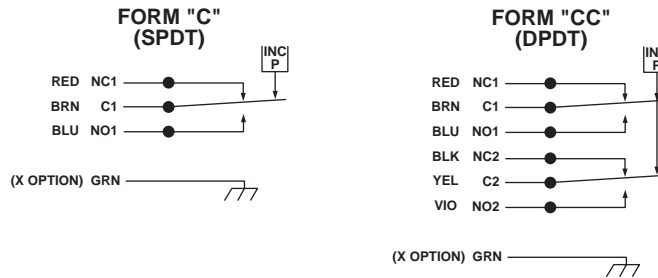 FORM "C"
(SPDT)
INC
P
RED NC1
BRN C1
BLU NO1
(X OPTION) GRN
FORM "CC"
(DPDT)
IN
P
RED NC1
BRN C1
BLU NO1
BLK NC2
YEL C2
VIO NO2
(X OPTION) GRN